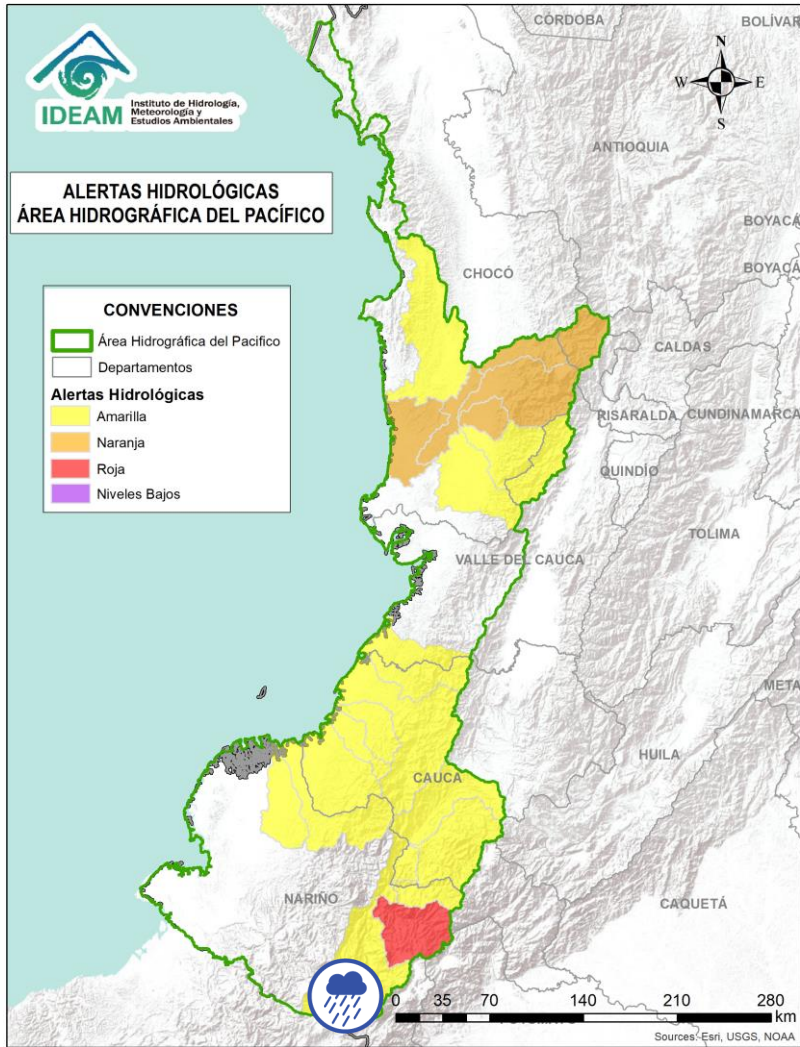 IDEAM
Instituto de Hidrología,
Meteorología y
Estudios Ambientales
ALERTAS HIDROLÓGICAS
ÁREA HIDROGRÁFICA DEL PACÍFICO
CONVENCIONES
Área Hidrográfica del Pacifico
Departamentos
Alertas Hidrológicas
Amarilla
Naranja
Roja
Niveles Bajos
CÓRDOBA
BOLÍVAR
N
W E
S
ANTIOQUIA
BOYACÁ
BOYACÁ
CHOCÓ
CALDAS
RISARALDA
CUNDINAMARCA
QUINDÍO
TOLIMA
VALLE DEL CAUCA
META
HUILA
CAUCA
NARIÑO
CAQUETÁ
0 35 70 140 210 280
km
Sources: Esri, USGS, NOAA